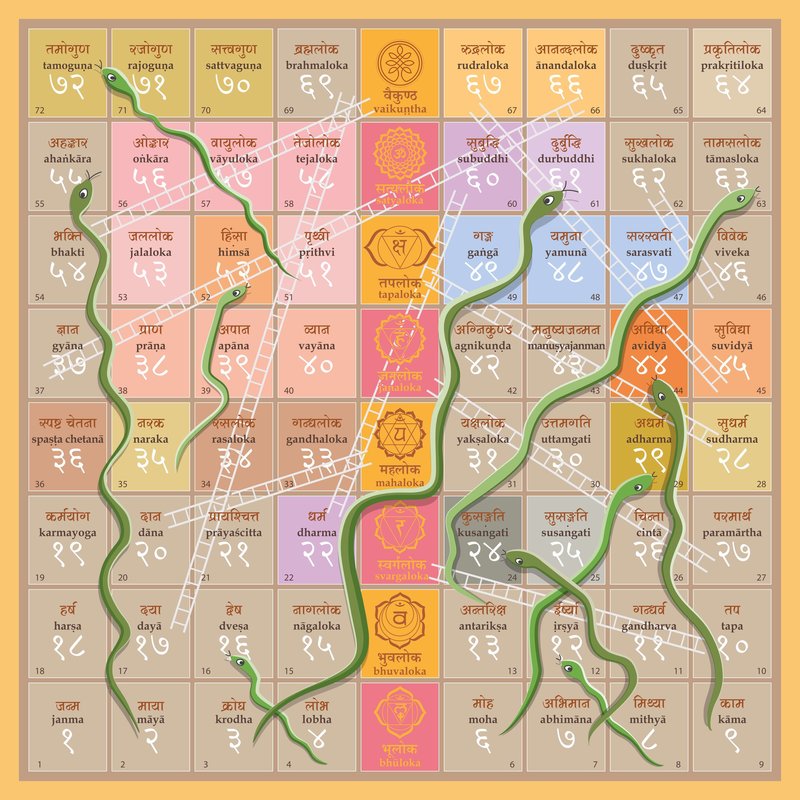 तमोगुण
tamoguṇa
७२
72
रजोगुण
rajoguṇa
७१
71
सत्त्वगुण
sattvaguṇa
७०
70
ब्रह्मलोक
brahmaloka
६९
69
वैकुण्ठ
vaikuṇṭha
रुद्रलोक
rudraloka
६७
67
आनन्दलोक
ānandaloka
६६
66
दुष्कृत
duṣkṛit
६५
65
प्रकृतिलोक
prakṛitiloka
६४
64
अहङ्कार
ahaṅkāra
५५
55
ओङ्कार
oṅkāra
५६
56
वायुलोक
vāyuloka
५७
57
तेजोलोक
tejaloka
५८
58
सत्यलोक
satyaloka
सुबुद्धि
subuddhi
६०
60
दुर्बुद्धि
durbuddhi
६१
61
सुखलोक
sukhaloka
६२
62
तामसलोक
tāmasloka
६३
63
भक्ति
bhakti
५४
54
जललोक
jalaloka
५३
53
हिंसा
hiṃsā
५२
52
पृथ्वी
prithvi
५१
51
क्ष
तपलोक
tapaloka
गङ्गा
gaṅgā
४९
49
यमुना
yamunā
४८
48
सरस्वती
sarasvati
४७
47
विवेक
viveka
४६
46
ज्ञान
gyāna
३७
37
प्राण
prāṇa
३८
38
अपान
apāna
३९
39
व्यान
vayāna
४०
40
हं
जनलोक
janaloka
अग्निकुण्ड
agnikuṇḍa
४२
42
मनुष्यजन्मन
manuṣyajanman
४३
43
अविद्या
avidyā
४४
44
सुविद्या
suvidyā
४५
45
स्पष्ट चेतना
spaṣṭa chetanā
३६
36
नरक
naraka
३५
35
रसलोक
rasaloka
३४
34
गन्धलोक
gandhaloka
३३
33
महलोक
mahaloka
यक्षलोक
yakṣaloka
३१
31
उत्तमगति
uttamgati
३०
30
अधर्म
adharma
२९
29
सुधर्म
sudharma
२८
28
कर्मयोग
karmayoga
१९
19
दान
dāna
२०
20
प्रायश्चित्त
prāyaścitta
२१
21
धर्म
dharma
२२
22
र
स्वर्गलोक
svargaloka
कुसङ्गति
kusaṅgati
२४
24
सुसङ्गति
susaṅgati
२५
25
चिन्ता
cintā
२६
26
परमार्थ
paramārtha
२७
27
हर्ष
harṣa
१८
18
दया
dayā
१७
17
द्वेष
dveṣa
१६
16
नागलोक
nāgaloka
१५
15
व
भुवलोक
bhuvaloka
अन्तरिक्ष
antarikṣa
१३
13
ईर्ष्या
irṣyā
१२
12
गन्धर्व
gandharva
११
11
तप
tapa
१०
10
जन्म
janma
१
1
माया
māyā
२
2
क्रोध
krodha
३
3
लोभ
lobha
४
4
भूलोक
bhūloka
मोह
moha
६
6
अभिमान
abhimāna
७
7
मिथ्या
mithyā
८
8
काम
kāma
९
9